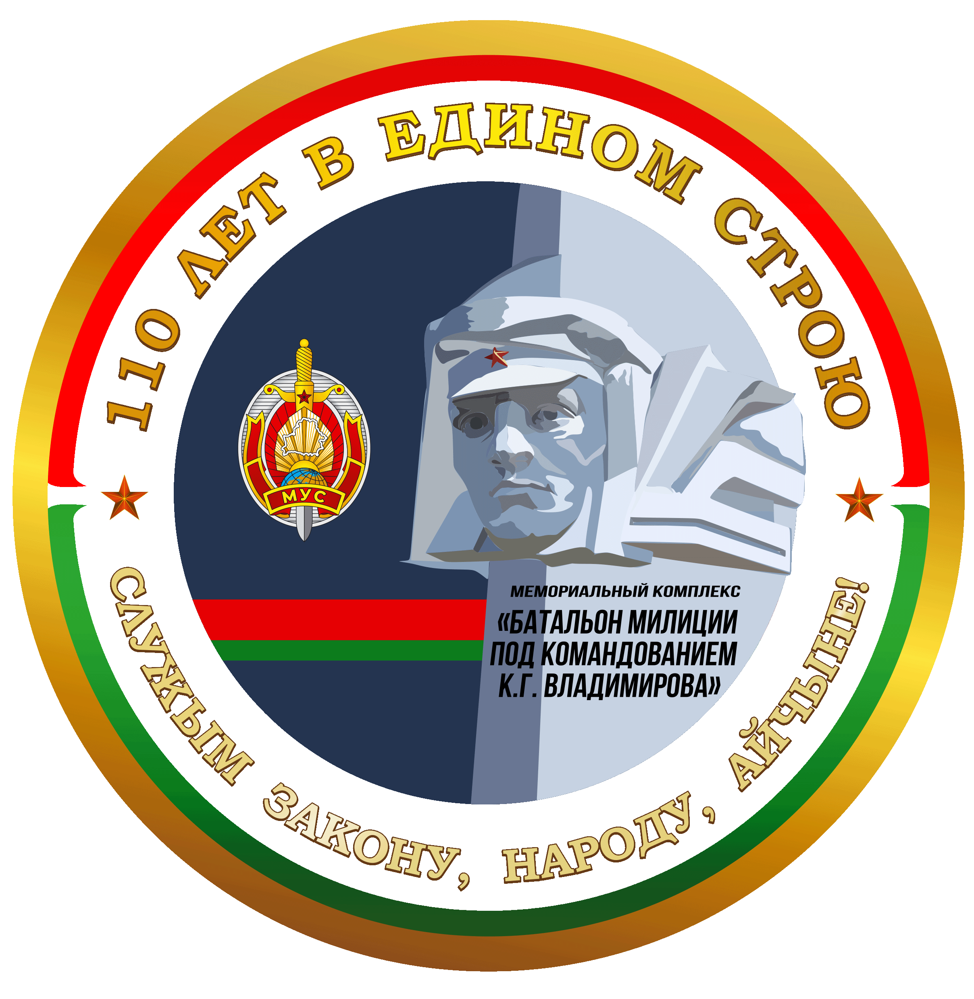 110 ЛЕТ В ЕДИНОМ СТРОЮ
МУС
МЕМОРИАЛЬНЫЙ КОМПЛЕКС
«БАТАЛЬОН МИЛИЦИИ
ПОД КОМАНДОВАНИЕМ
К.Г. ВЛАДИМИРОВА»
СЛУЖЫМ ЗАКОНУ, НАРОДУ, АЙЧЫНЕ!